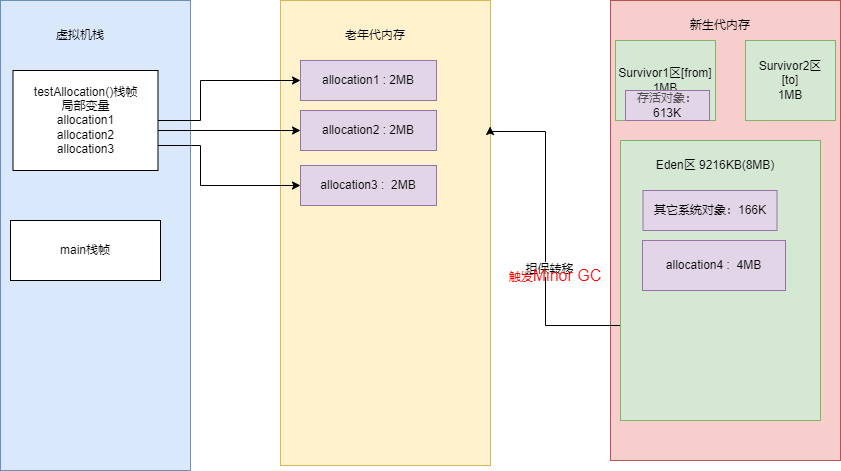 虚拟机栈
testAllocation()栈帧
局部变量
allocation1
allocation2
allocation3
main栈帧
老年代内存
allocation1 : 2MB
allocation2 : 2MB
allocation3 : 2MB
担保转移
触发Minor GC
新生代内存
Survivor1区[from]
1MB
存活对象:
613K
Survivor2区
[to]
1MB
Eden区 9216KB(8MB)
其它系统对象: 166K
allocation4 : 4MB